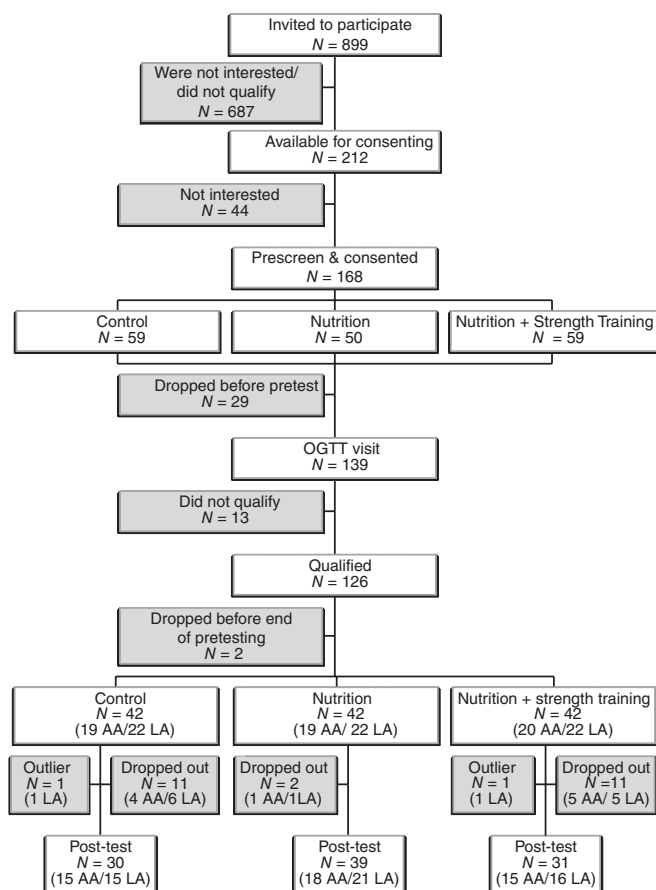 Invited to participate
N = 899
Were not interested/
did not qualify
N = 687
Available for consenting
N = 212
Not interested
N = 44
Prescreen & consented
N = 168
Control
N = 59
Nutrition
N = 50
Nutrition + Strength Training
N = 59
Dropped before pretest
N = 29
OGTT visit
N = 139
Did not qualify
N = 13
Qualified
N = 126
Dropped before end
of pretesting
N = 2
Control
N = 42
(19 AA/22 LA)
Nutrition
N = 42
(19 AA/ 22 LA)
Nutrition + strength training
N = 42
(20 AA/22 LA)
Outlier
N = 1
(1 LA)
Dropped out
N = 11
(4 AA/6 LA)
Dropped out
N = 2
(1 AA/1LA)
Outlier
N = 1
(1 LA)
Dropped out
N =11
(5 AA/ 5 LA)
Post-test
N = 30
(15 AA/15 LA)
Post-test
N = 39
(18 AA/21 LA)
Post-test
N = 31
(15 AA/16 LA)